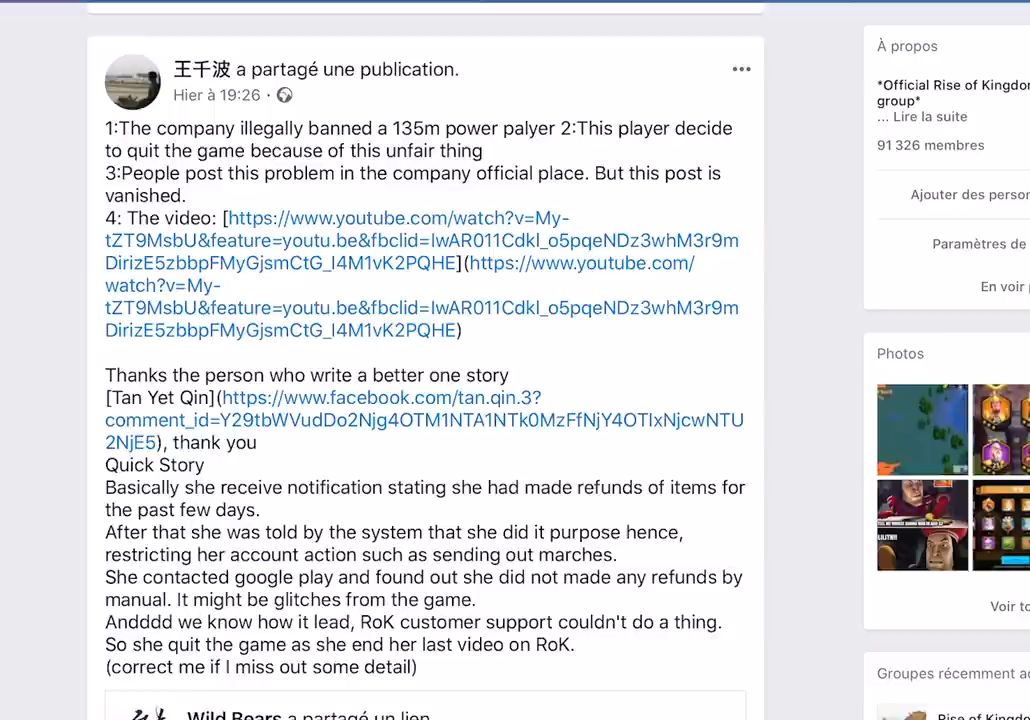 王千波 a partagé une publication.
Hier à 19:26 ·
1:The company illegally banned a 135m power palyer 2:This player decide
to quit the game because of this unfair thing
3:People post this problem in the company official place. But this post is
vanished.
4: The video: [https://www.youtube.com/watch?v=My-
tZT9MsbU&feature=youtu.be&fbclid=IwAR011Cdkl_o5pqeNDz3whM3r9m
DirizE5zbbpFMyGjsmCtG_I4M1vK2PQHE](https://www.youtube.com/
watch?v=My-
tZT9MsbU&feature=youtu.be&fbclid=IwAR011Cdkl_o5pqeNDz3whM3r9m
DirizE5zbbpFMyGjsmCtG_I4M1vK2PQHE)
Thanks the person who write a better one story
[Tan Yet Qin](https://www.facebook.com/tan.qin.3?
comment_id=Y29tbWVudDo2Njg4OTM1NTA1NTk0MzFfNjY4OTIxNjcwNTU
2NjE5), thank you
Quick Story
Basically she receive notification stating she had made refunds of items for
the past few days.
After that she was told by the system that she did it purpose hence,
restricting her account action such as sending out marches.
She contacted google play and found out she did not made any refunds by
manual. It might be glitches from the game.
Andddd we know how it lead, RoK customer support couldn't do a thing.
So she quit the game as she end her last video on RoK.
(correct me if I miss out some detail)
Wild Bears a partagé un lien
À propos
*Official Rise of Kingdom
group*
... Lire la suite
91 326 membres
Ajouter des person
Paramètres de
En voir
Photos
Voir to
Groupes récemment ac
Rise of Kingdo